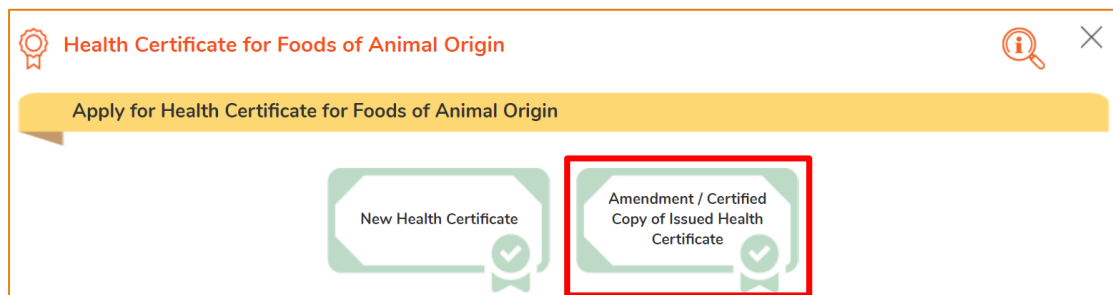 Health Certificate for Foods of Animal Origin
Apply for Health Certificate for Foods of Animal Origin
New Health Certificate
Amendment / Certified
Copy of Issued Health
Certificate